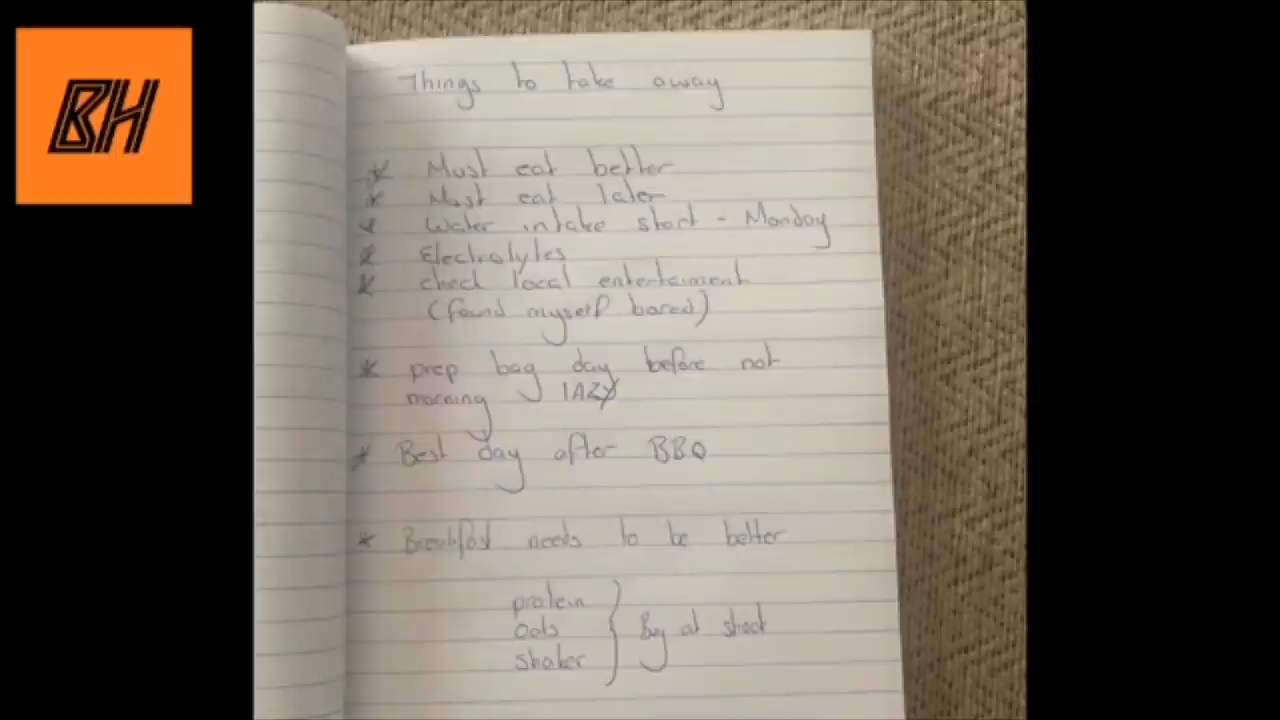 BH
Things to take away
* Must eat better
* Must eat later
* Water intake start - Monday
* Electrolytes
* check local entertainment
(found myself bored)
* prep bag day before not
morning LAZY
* Best day after BBQ
* Breakfast needs to be better
protein
Oats
shaker
Buy at start